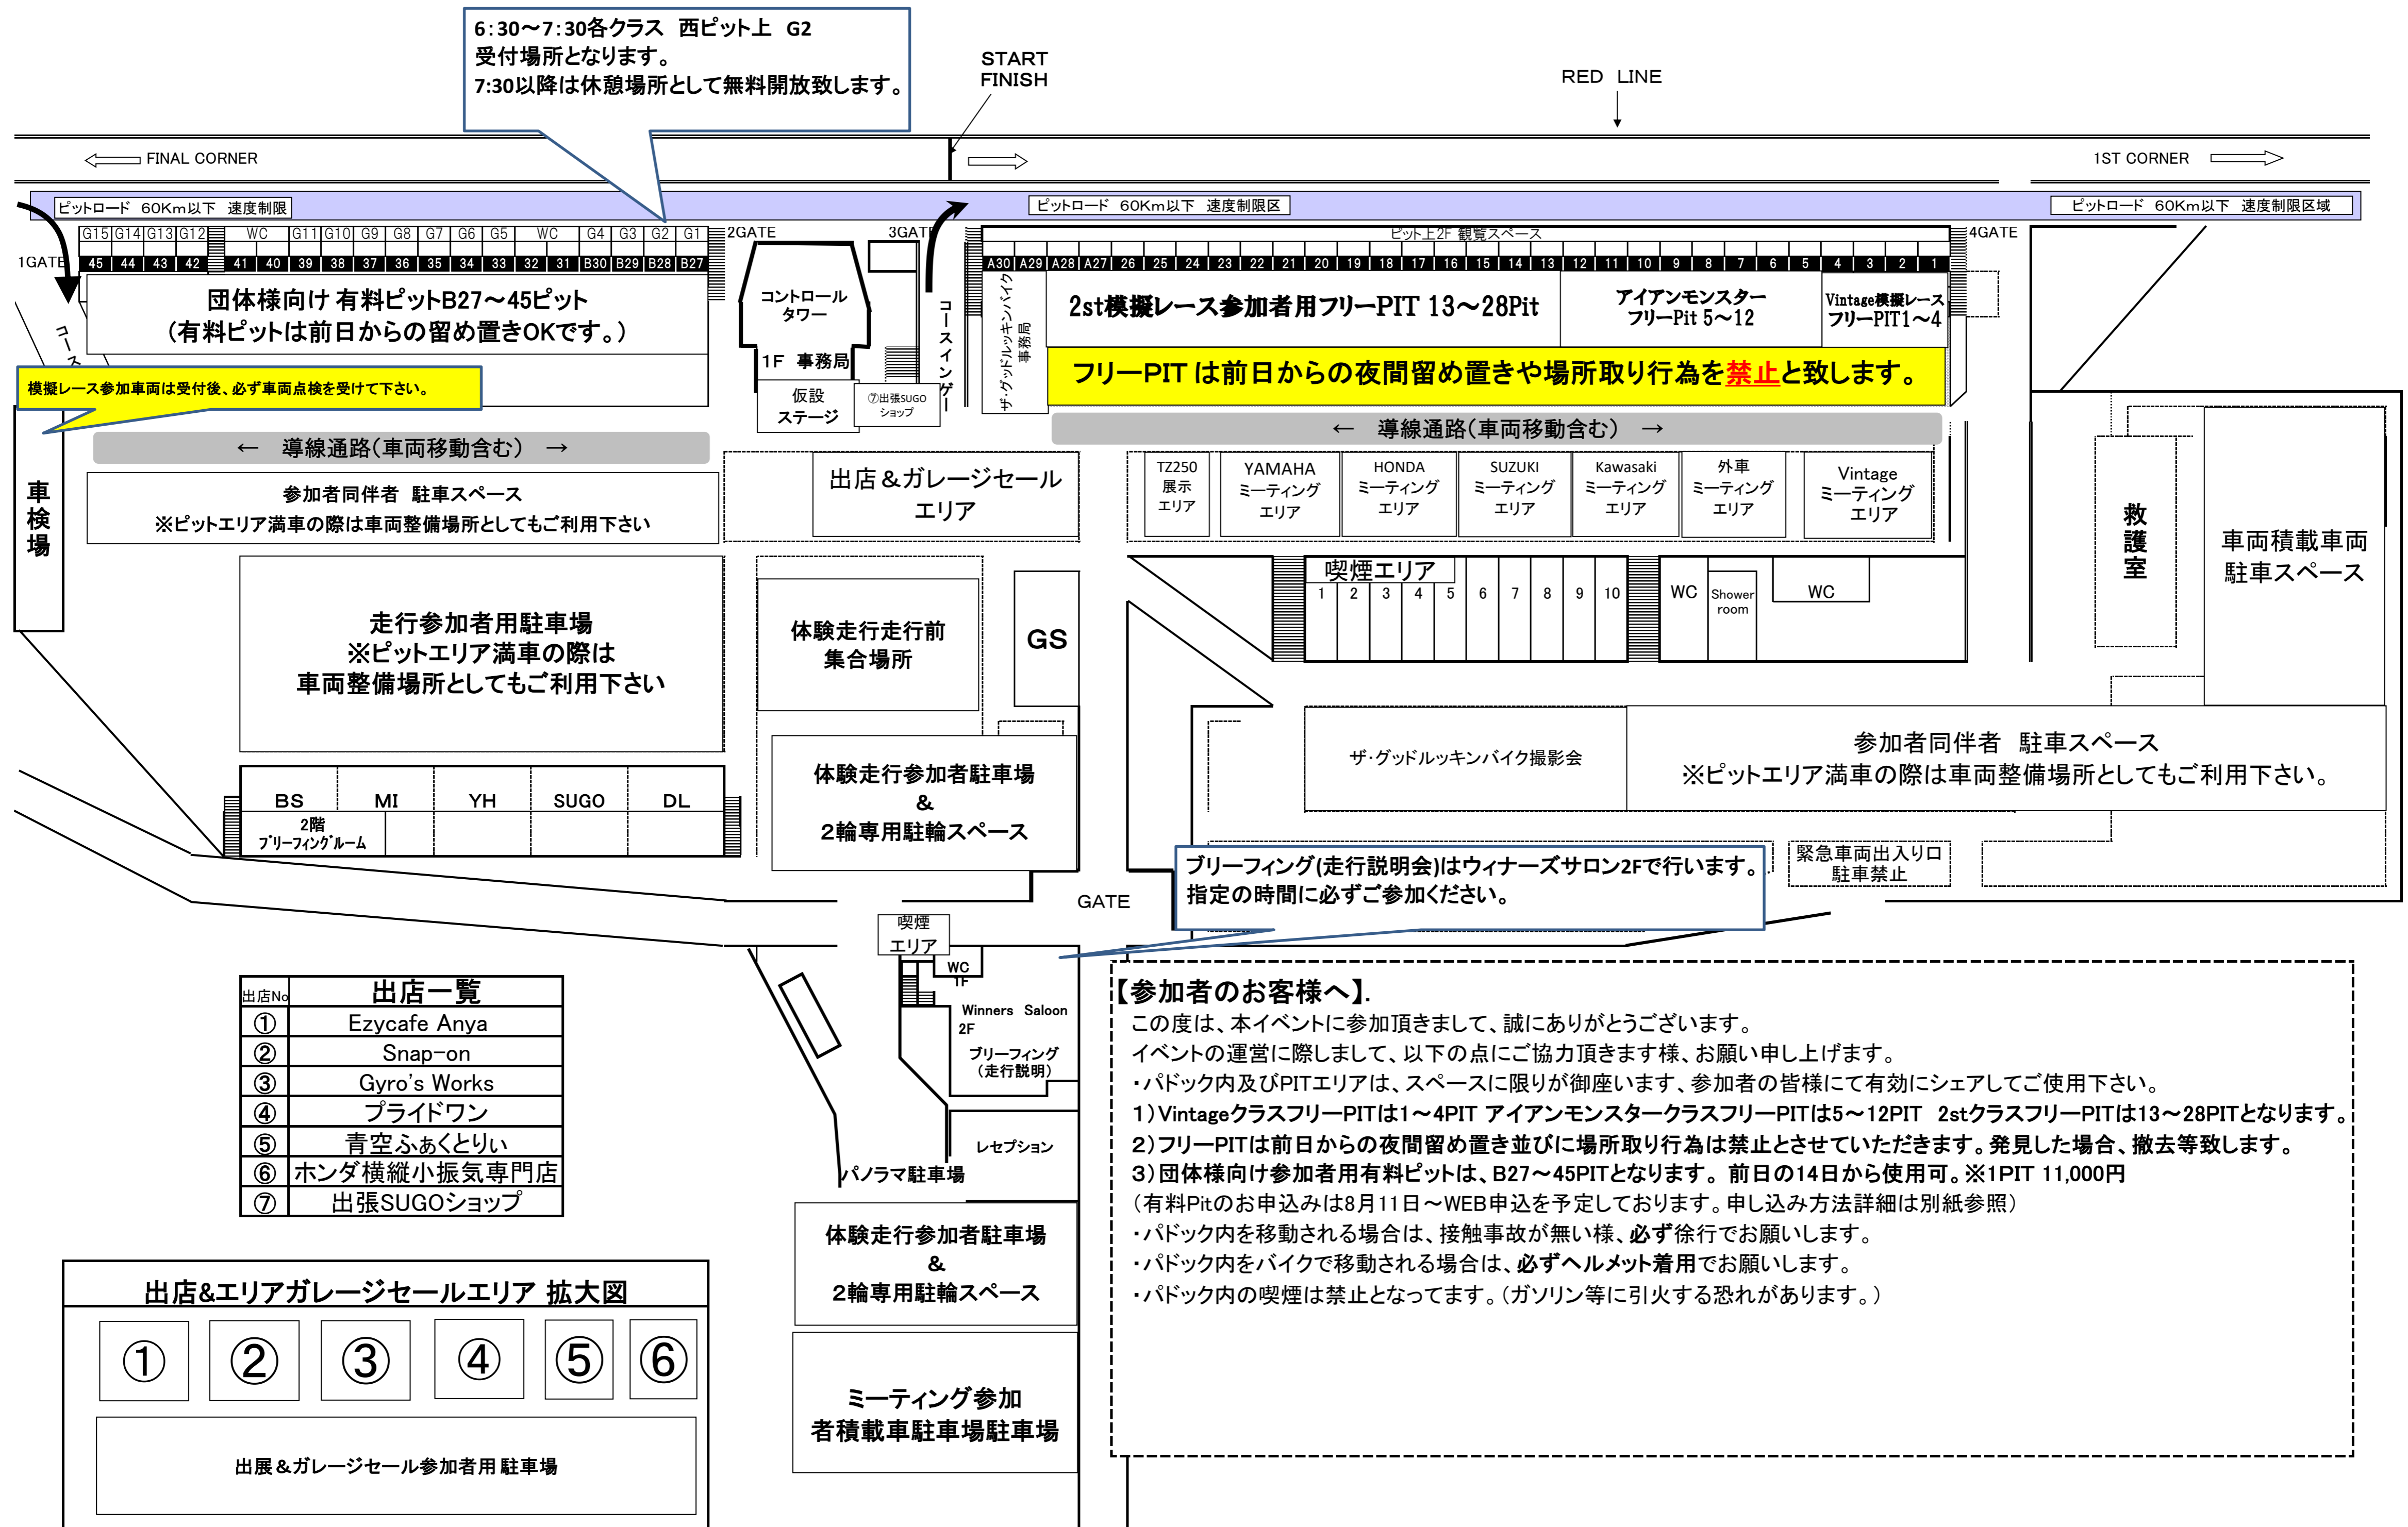 6：30～7：30各クラス　西ピット上　G2
受付場所となります。
7:30以降は休憩場所として無料開放致します。
START
FINISH
RED LINE
FINAL CORNER
1ST CORNER
ピットロード　60Km以下　速度制限
ピットロード　60Km以下　速度制限区
ピットロード　60Km以下　速度制限区域
G15 G14 G13 G12 WC G11 G10 G9 G8 G7 G6 G5 WC G4 G3 G2 G1
2GATE
3GATE
ピット上2F 観覧スペース
4GATE
1GATE
45 44 43 42 41 40 39 38 37 36 35 34 33 32 31 B30 B29 B28 B27
A30 A29 A28 A27 26 25 24 23 22 21 20 19 18 17 16 15 14 13 12 11 10 9 8 7 6 5 4 3 2 1
団体様向け 有料ピットB27～45ピット
（有料ピットは前日からの留め置きOKです。）
コース
コントロール
タワー
1F　事務局
仮設
ステージ
⑦出張SUGO
ショップ
コースインゲー
ザ・グッドルッキンバイク
事務局
2st模擬レース参加者用フリーPIT 13～28Pit
アイアンモンスター
フリーPit 5～12
Vintage模擬レース
フリーPIT1～4
フリーPIT は前日からの夜間留め置きや場所取り行為を禁止と致します。
模擬レース参加車両は受付後、必ず車両点検を受けて下さい。
←　導線通路（車両移動含む）　→
←　導線通路（車両移動含む）　→
車検場
参加者同伴者 駐車スペース
※ピットエリア満車の際は車両整備場所としてもご利用下さい
出店＆ガレージセール
エリア
TZ250
展示
エリア
YAMAHA
ミーティング
エリア
HONDA
ミーティング
エリア
SUZUKI
ミーティング
エリア
Kawasaki
ミーティング
エリア
外車
ミーティング
エリア
Vintage
ミーティング
エリア
救護室
車両積載車両
駐車スペース
走行参加者用駐車場
※ピットエリア満車の際は
車両整備場所としてもご利用下さい
体験走行走行前
集合場所
GS
喫煙エリア
1 2 3 4 5 6 7 8 9 10
WC
Shower
room
WC
体験走行参加者駐車場
＆
２輪専用駐輪スペース
ザ・グッドルッキンバイク撮影会
参加者同伴者　駐車スペース
※ピットエリア満車の際は車両整備場所としてもご利用下さい。
BS MI YH SUGO DL
2階
ブリーフィングルーム
緊急車両出入り口
駐車禁止
ブリーフィング(走行説明会)はウィナーズサロン2Fで行います。
指定の時間に必ずご参加ください。
GATE
喫煙
エリア
WC
1F
Winners Saloon
2F
ブリーフィング
（走行説明）
レセプション
パノラマ駐車場
体験走行参加者駐車場
＆
２輪専用駐輪スペース
ミーティング参加
者積載車駐車場駐車場
出店No 出店一覧
① Ezycafe Anya
② Snap-on
③ Gyro's Works
④ プライドワン
⑤ 青空ふぁくとりぃ
⑥ ホンダ横縦小振気専門店
⑦ 出張SUGOショップ
出店&エリアガレージセールエリア 拡大図
① ② ③ ④ ⑤ ⑥
出展＆ガレージセール参加者用 駐車場
【参加者のお客様へ】.
この度は、本イベントに参加頂きまして、誠にありがとうございます。
イベントの運営に際しまして、以下の点にご協力頂きます様、お願い申し上げます。
・パドック内及びPITエリアは、スペースに限りが御座います、参加者の皆様にて有効にシェアしてご使用下さい。
1）VintageクラスフリーPITは1～4PIT アイアンモンスタークラスフリーPITは5～12PIT　2stクラスフリーPITは13～28PITとなります。
2）フリーPITは前日からの夜間留め置き並びに場所取り行為は禁止とさせていただきます。発見した場合、撤去等致します。
3）団体様向け参加者用有料ピットは、B27～45PITとなります。 前日の14日から使用可。※1PIT 11,000円
（有料Pitのお申込みは8月11日～WEB申込を予定しております。申し込み方法詳細は別紙参照）
・パドック内を移動される場合は、接触事故が無い様、必ず徐行でお願いします。
・パドック内をバイクで移動される場合は、必ずヘルメット着用でお願いします。
・パドック内の喫煙は禁止となってます。（ガソリン等に引火する恐れがあります。）